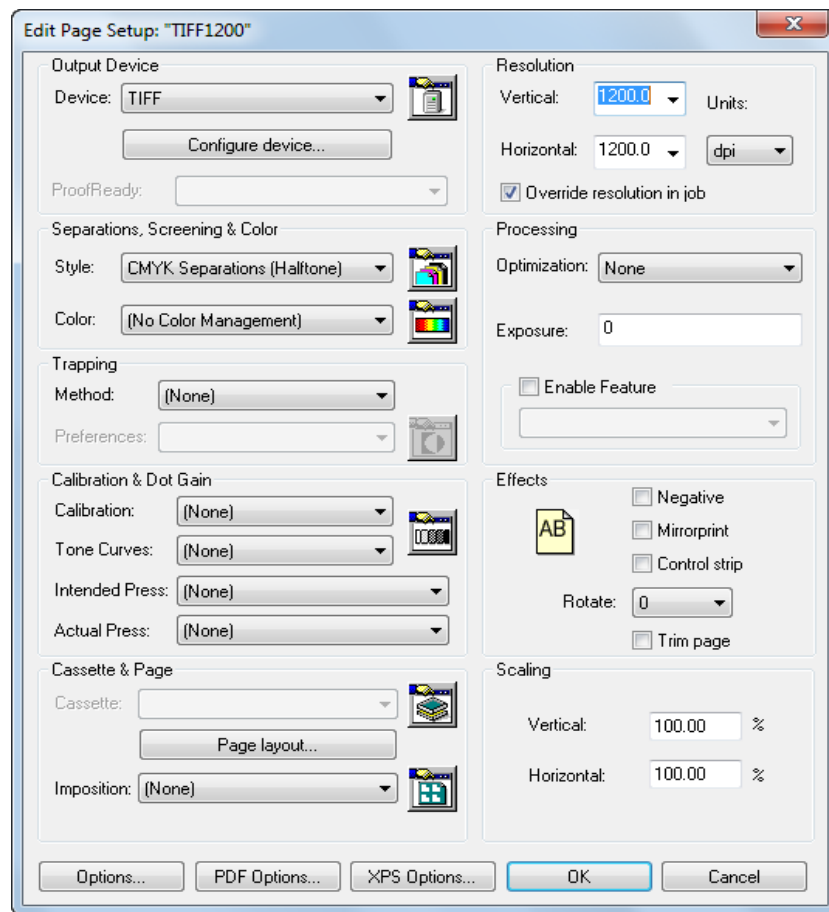 Edit Page Setup: "TIFF1200"
Output Device
Device: TIFF
Configure device...
ProofReady:
Separations, Screening & Color
Style: CMYK Separations (Halftone)
Color: (No Color Management)
Trapping
Method: (None)
Preferences:
Calibration & Dot Gain
Calibration: (None)
Tone Curves: (None)
Intended Press: (None)
Actual Press: (None)
Cassette & Page
Cassette:
Page layout...
Imposition: (None)
Resolution
Vertical: 1200.0 Units:
Horizontal: 1200.0 dpi
Override resolution in job
Processing
Optimization: None
Exposure: 0
Enable Feature
Effects
AB
Negative
Mirrorprint
Control strip
Rotate: 0
Trim page
Scaling
Vertical: 100.00 %
Horizontal: 100.00 %
Options... PDF Options... XPS Options... OK Cancel